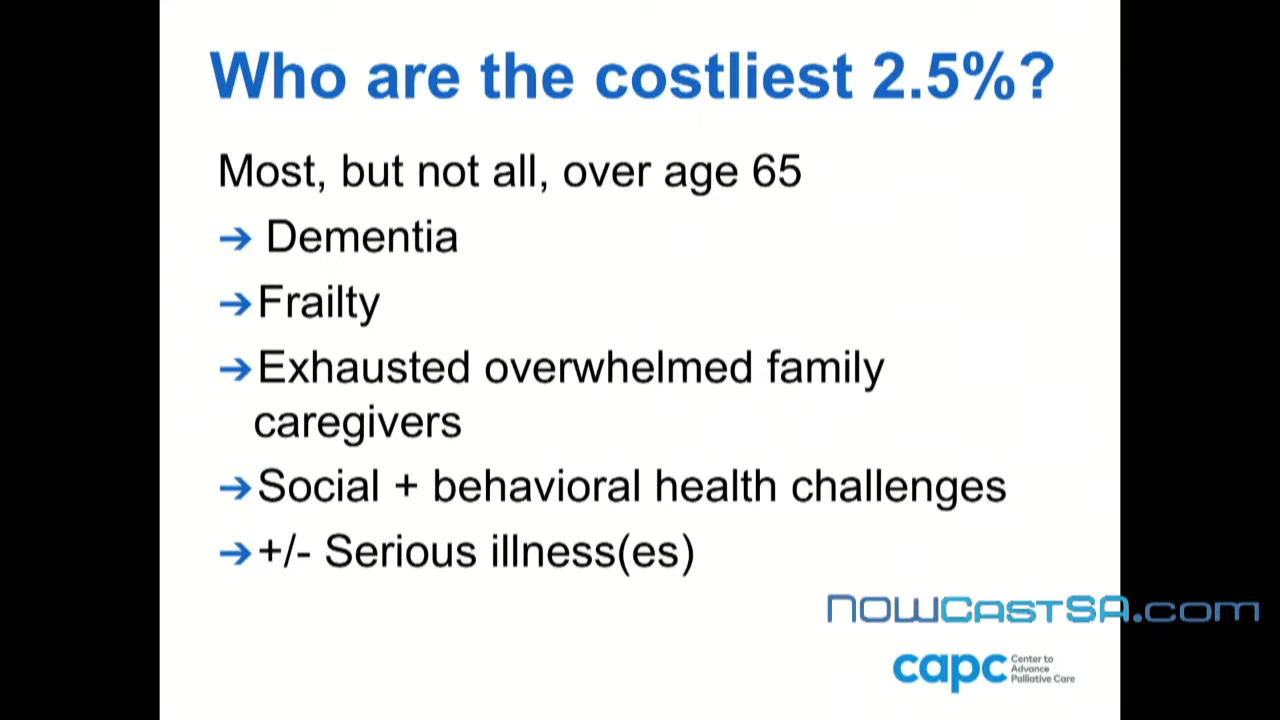 Who are the costliest 2.5%?
Most, but not all, over age 65
➔ Dementia
➔Frailty
➔Exhausted overwhelmed family
caregivers
➔Social + behavioral health challenges
➔+/- Serious illness(es)
NOWCastSA.com
capc
Center to
Advance
Palliative Care